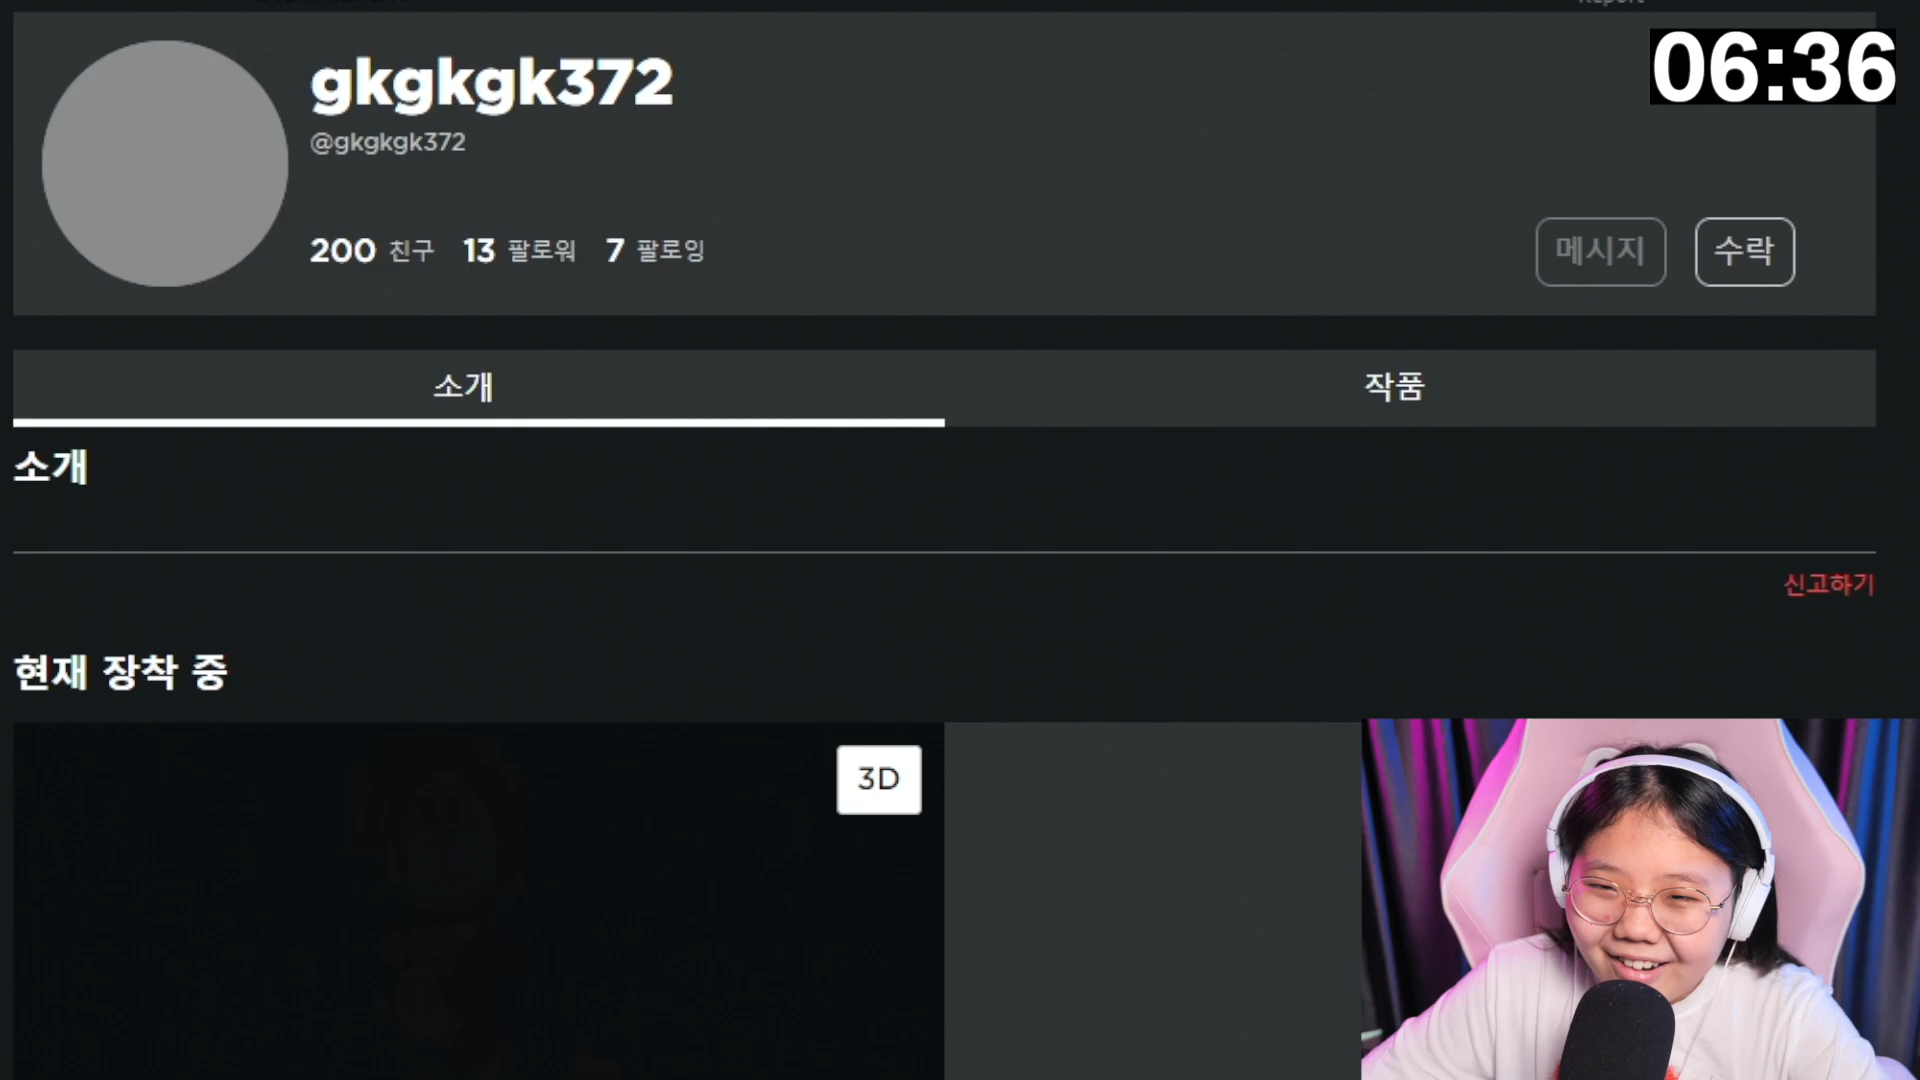 gkgkgk372
06:36
@gkgkgk372
200 친구 13 팔로워 7 팔로잉
메시지 수락
소개 작품
소개
신고하기
현재 장착 중
3D